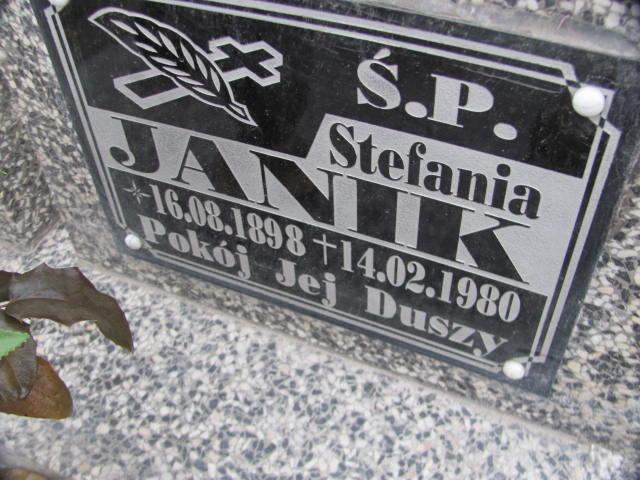 Ś.P.
Stefania
JANIK
16.08.1898 14.02.1980
Pokój Jej Duszy